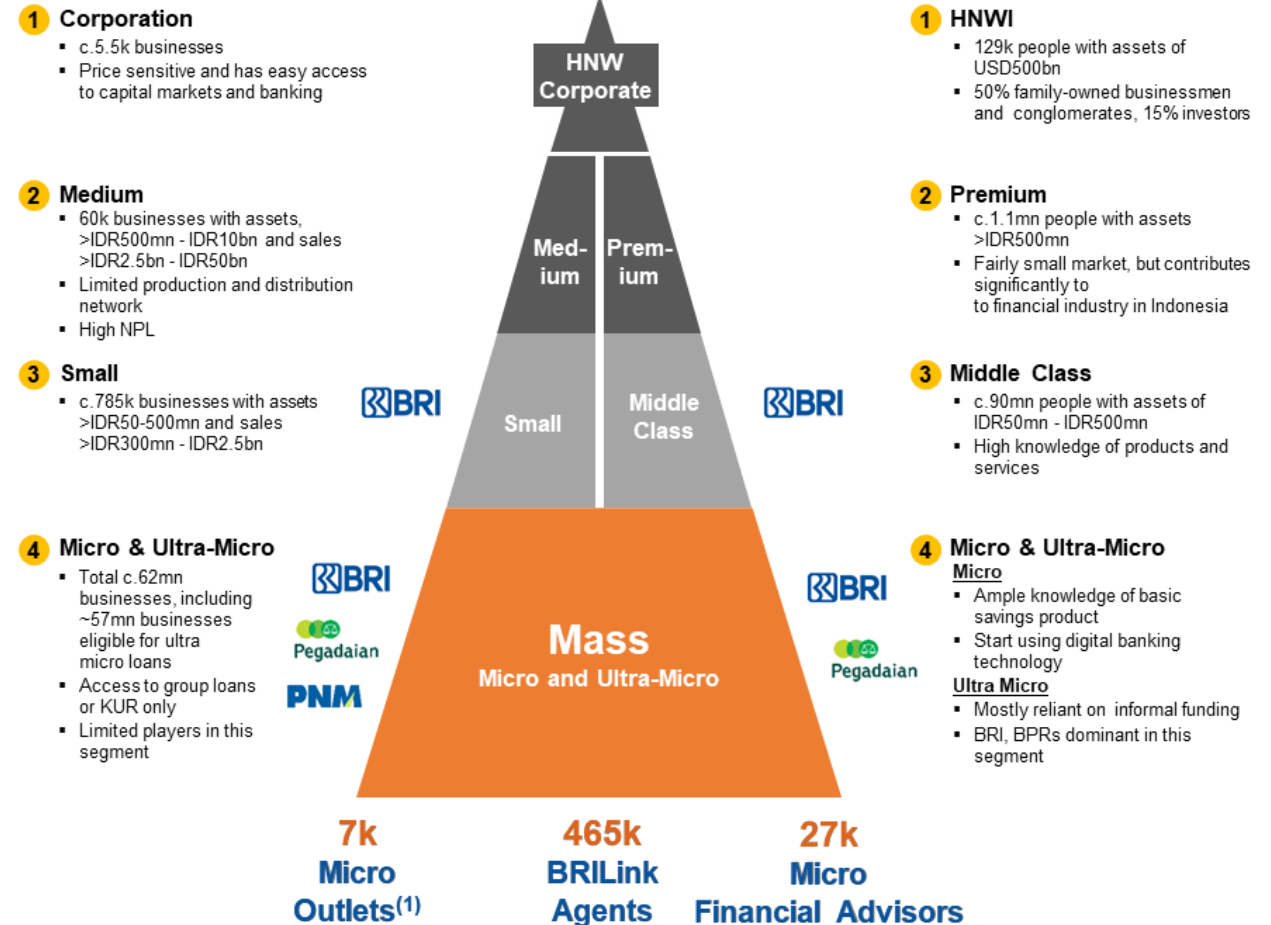 1 Corporation
▪ c.5.5k businesses
▪ Price sensitive and has easy access
to capital markets and banking
2 Medium
▪ 60k businesses with assets,
>IDR500mn - IDR10bn and sales
>IDR2.5bn - IDR50bn
▪ Limited production and distribution
network
▪ High NPL
3 Small
▪ c.785k businesses with assets
>IDR50-500mn and sales
>IDR300mn - IDR2.5bn
4 Micro & Ultra-Micro
▪ Total c.62mn
businesses, including
~57mn businesses
eligible for ultra
micro loans
▪ Access to group loans
or KUR only
▪ Limited players in this
segment
BRI
BRI
Pegadaian
PNM
HNW
Corporate
Med-
ium
Prem-
ium
Small
Middle
Class
Mass
Micro and Ultra-Micro
BRI
BRI
Pegadaian
1 HNWI
▪ 129k people with assets of
USD500bn
▪ 50% family-owned businessmen
and conglomerates, 15% investors
2 Premium
▪ c.1.1mn people with assets
>IDR500mn
▪ Fairly small market, but contributes
significantly to
to financial industry in Indonesia
3 Middle Class
▪ c.90mn people with assets of
IDR50mn - IDR500mn
▪ High knowledge of products and
services
4 Micro & Ultra-Micro
Micro
▪ Ample knowledge of basic
savings product
▪ Start using digital banking
technology
Ultra Micro
▪ Mostly reliant on informal funding
▪ BRI, BPRs dominant in this
segment
7k
Micro
Outlets(1)
465k
BRILink
Agents
27k
Micro
Financial Advisors